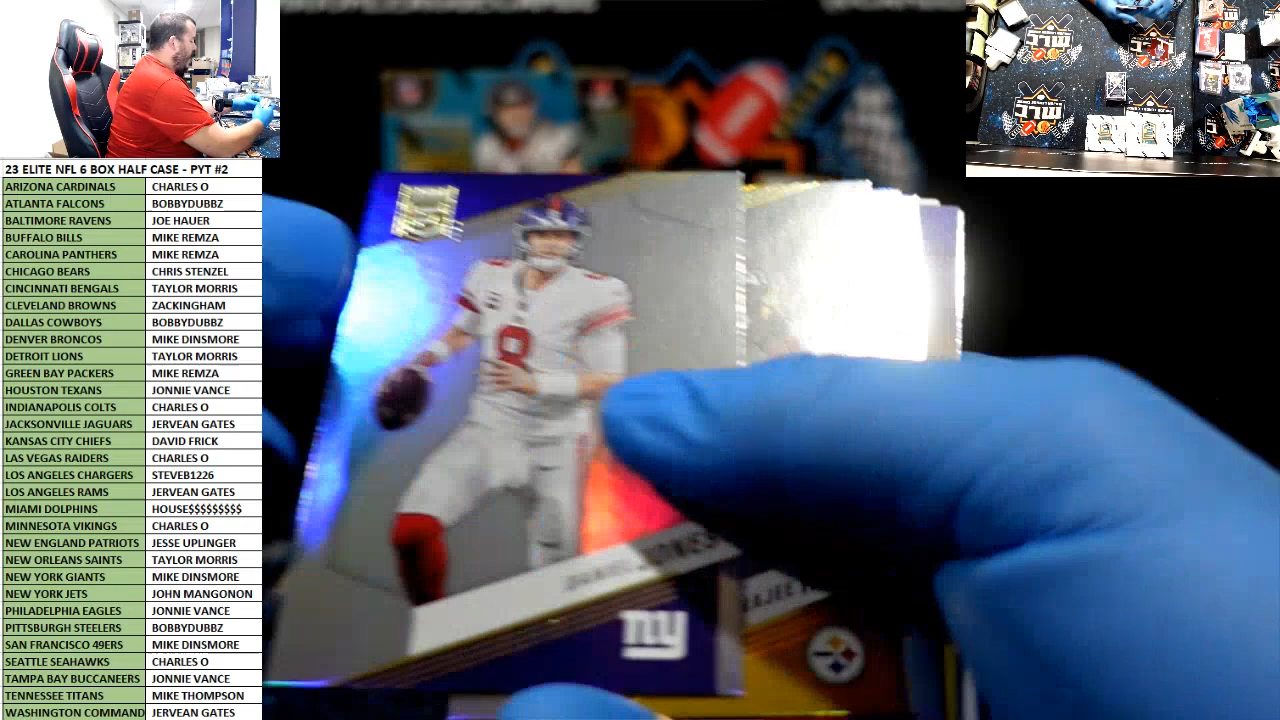 23 ELITE NFL 6 BOX HALF CASE - PYT #2
ARIZONA CARDINALS CHARLES O
ATLANTA FALCONS BOBBYDUBBZ
BALTIMORE RAVENS JOE HAUER
BUFFALO BILLS MIKE REMZA
CAROLINA PANTHERS MIKE REMZA
CHICAGO BEARS CHRIS STENZEL
CINCINNATI BENGALS TAYLOR MORRIS
CLEVELAND BROWNS ZACKINGHAM
DALLAS COWBOYS BOBBYDUBBZ
DENVER BRONCOS MIKE DINSMORE
DETROIT LIONS TAYLOR MORRIS
GREEN BAY PACKERS MIKE REMZA
HOUSTON TEXANS JONNIE VANCE
INDIANAPOLIS COLTS CHARLES O
JACKSONVILLE JAGUARS JERVEAN GATES
KANSAS CITY CHIEFS DAVID FRICK
LAS VEGAS RAIDERS CHARLES O
LOS ANGELES CHARGERS STEVEB1226
LOS ANGELES RAMS JERVEAN GATES
MIAMI DOLPHINS HOUSE$$$$$$$$$
MINNESOTA VIKINGS CHARLES O
NEW ENGLAND PATRIOTS JESSE UPLINGER
NEW ORLEANS SAINTS TAYLOR MORRIS
NEW YORK GIANTS MIKE DINSMORE
NEW YORK JETS JOHN MANGONON
PHILADELPHIA EAGLES JONNIE VANCE
PITTSBURGH STEELERS BOBBYDUBBZ
SAN FRANCISCO 49ERS MIKE DINSMORE
SEATTLE SEAHAWKS CHARLES O
TAMPA BAY BUCCANEERS JONNIE VANCE
TENNESSEE TITANS MIKE THOMPSON
WASHINGTON COMMAND JERVEAN GATES
8
JONES
ny